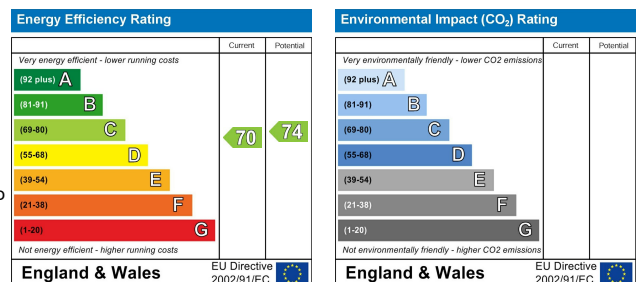 Energy Efficiency Rating
Current Potential
Very energy efficient - lower running costs
(92 plus) A
(81-91) B
(69-80) C
(55-68) D
(39-54) E
(21-38) F
(1-20) G
70 74
Not energy efficient - higher running costs
England & Wales
EU Directive
2002/91/EC
Environmental Impact (CO₂) Rating
Current Potential
Very environmentally friendly - lower CO2 emissions
(92 plus) A
(81-91) B
(69-80) C
(55-68) D
(39-54) E
(21-38) F
(1-20) G
Not environmentally friendly - higher CO2 emissions
England & Wales
EU Directive
2002/91/EC